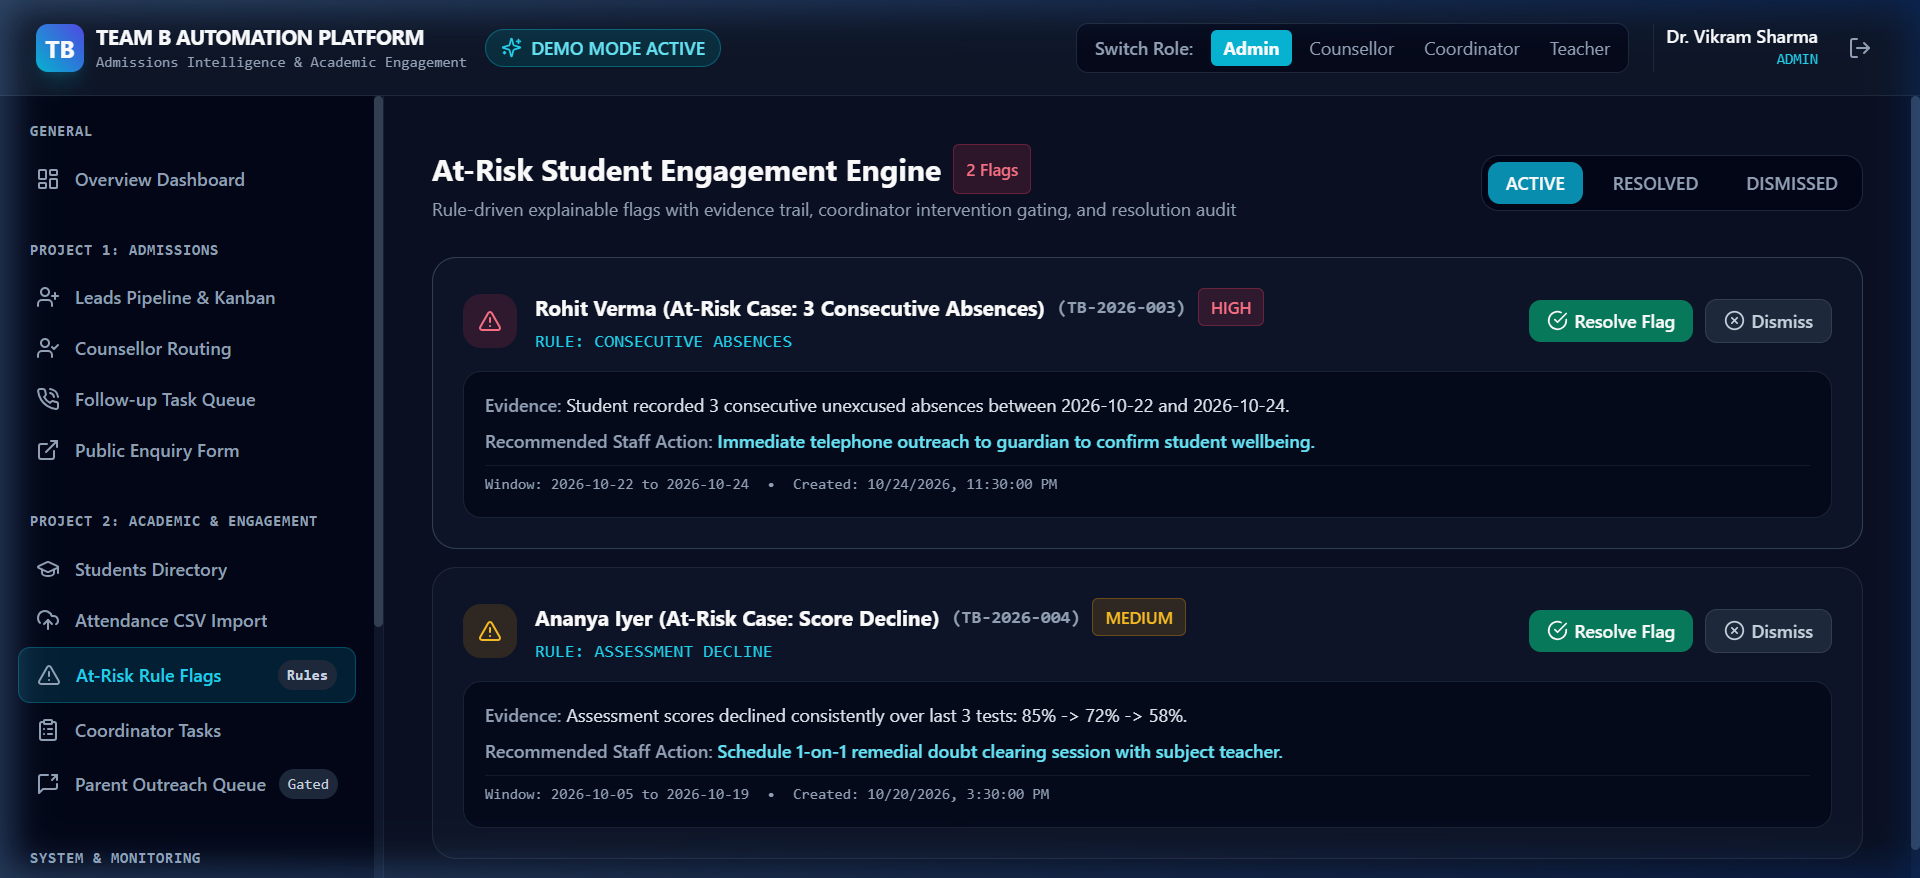 TB
TEAM B AUTOMATION PLATFORM
Admissions Intelligence & Academic Engagement
DEMO MODE ACTIVE
Switch Role: Admin Counsellor Coordinator Teacher
Dr. Vikram Sharma
ADMIN
GENERAL
Overview Dashboard
PROJECT 1: ADMISSIONS
Leads Pipeline & Kanban
Counsellor Routing
Follow-up Task Queue
Public Enquiry Form
PROJECT 2: ACADEMIC & ENGAGEMENT
Students Directory
Attendance CSV Import
At-Risk Rule Flags Rules
Coordinator Tasks
Parent Outreach Queue Gated
SYSTEM & MONITORING
At-Risk Student Engagement Engine 2 Flags
Rule-driven explainable flags with evidence trail, coordinator intervention gating, and resolution audit
ACTIVE RESOLVED DISMISSED
Rohit Verma (At-Risk Case: 3 Consecutive Absences) (TB-2026-003) HIGH
RULE: CONSECUTIVE ABSENCES
Resolve Flag Dismiss
Evidence: Student recorded 3 consecutive unexcused absences between 2026-10-22 and 2026-10-24.
Recommended Staff Action: Immediate telephone outreach to guardian to confirm student wellbeing.
Window: 2026-10-22 to 2026-10-24 • Created: 10/24/2026, 11:30:00 PM
Ananya Iyer (At-Risk Case: Score Decline) (TB-2026-004) MEDIUM
RULE: ASSESSMENT DECLINE
Resolve Flag Dismiss
Evidence: Assessment scores declined consistently over last 3 tests: 85% -> 72% -> 58%.
Recommended Staff Action: Schedule 1-on-1 remedial doubt clearing session with subject teacher.
Window: 2026-10-05 to 2026-10-19 • Created: 10/20/2026, 3:30:00 PM